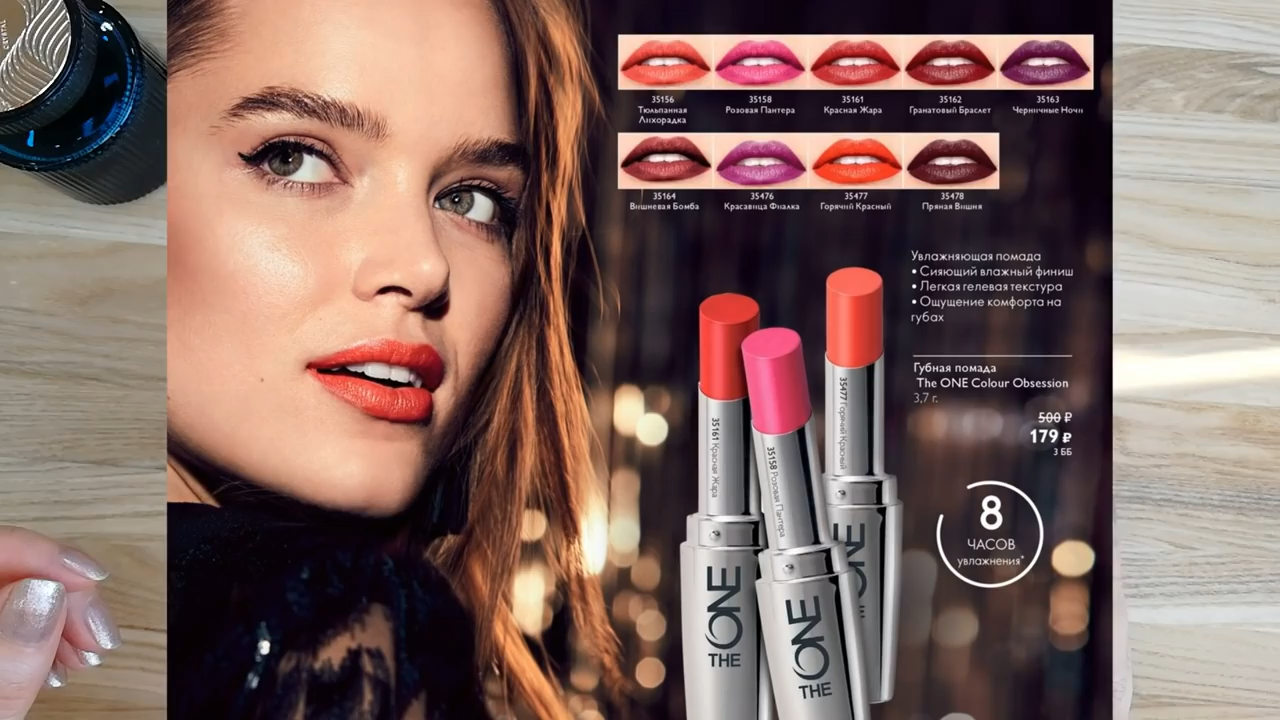 CRYSTAL
35156
Тюльпанная
Лихорадка
35158
Розовая Пантера
35161
Красная Жара
35162
Гранатовый Браслет
35163
Черничные Ночи
35164
Вишневая Бомба
35476
Красавица Фиалка
35477
Горячий Красный
35478
Пряная Вишня
Увлажняющая помада
• Сияющий влажный финиш
• Легкая гелевая текстура
• Ощущение комфорта на
губах
Губная помада
The ONE Colour Obsession
3,7 г.
500 ₽
179 ₽
3 ББ
8
ЧАСОВ
увлажнения*
35161 Красная Жара
35158 Розовая Пантера
35477 Горячий Красный
THE ONE
THE ONE
ONE